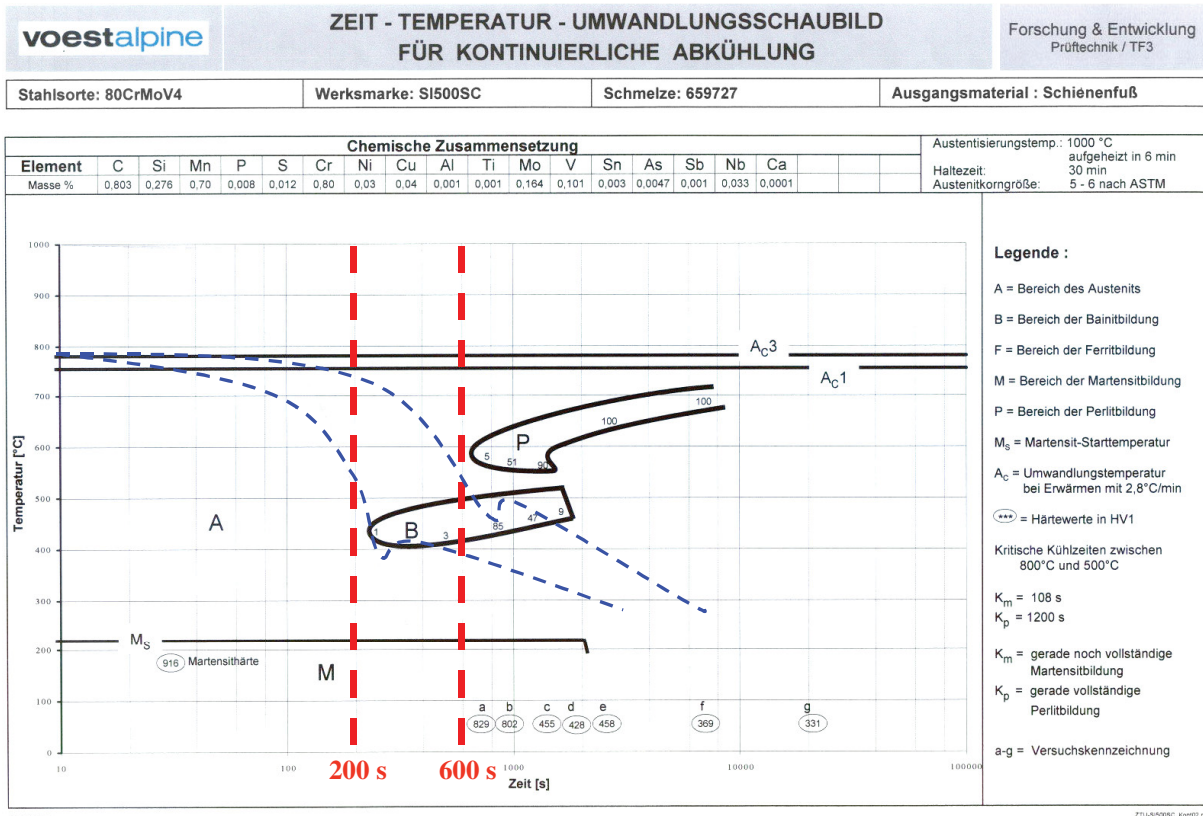 voestalpine
ZEIT - TEMPERATUR - UMWANDLUNGSSCHAUBILD
FÜR KONTINUIERLICHE ABKÜHLUNG
Forschung & Entwicklung
Prüftechnik / TF3
Stahlsorte: 80CrMoV4 Werksmarke: SI500SC Schmelze: 659727 Ausgangsmaterial : Schienenfuß
Chemische Zusammensetzung
Element C Si Mn P S Cr Ni Cu Al Ti Mo V Sn As Sb Nb Ca
Masse % 0,803 0,276 0,70 0,008 0,012 0,80 0,03 0,04 0,001 0,001 0,164 0,101 0,003 0,0047 0,001 0,033 0,0001
Austentisierungstemp.: 1000 °C
aufgeheizt in 6 min
Haltezeit: 30 min
Austenitkorngröße: 5 - 6 nach ASTM
Temperatur [°C]
1000
900
800
700
600
500
400
300
200
100
0
Ac3
Ac1
100
100
P
5 51 90
A
B
1 3 85 47 9
Ms
916 Martensithärte
M
a b c d e f g
829 802 455 428 458 369 331
10 100 1000 10000 100000
200 s 600 s
Zeit [s]
Legende :
A = Bereich des Austenits
B = Bereich der Bainitbildung
F = Bereich der Ferritbildung
M = Bereich der Martensitbildung
P = Bereich der Perlitbildung
Ms = Martensit-Starttemperatur
Ac = Umwandlungstemperatur
bei Erwärmen mit 2,8°C/min
*** = Härtewerte in HV1
Kritische Kühlzeiten zwischen
800°C und 500°C
Km = 108 s
Kp = 1200 s
Km = gerade noch vollständige
Martensitbildung
Kp = gerade vollständige
Perlitbildung
a-g = Versuchskennzeichnung